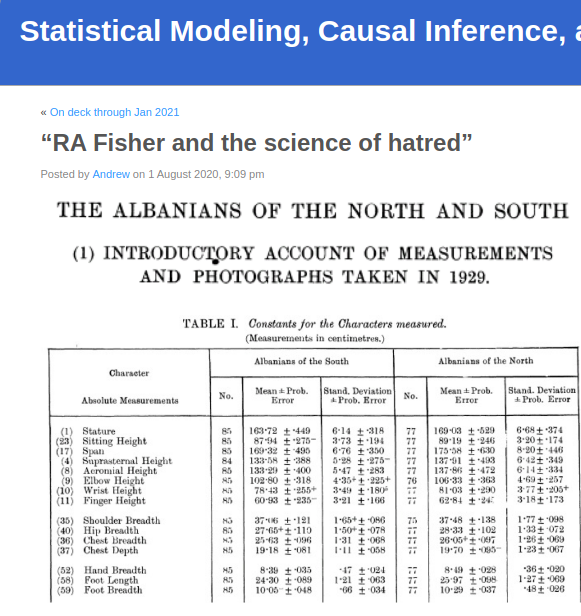 Statistical Modeling, Causal Inference,
« On deck through Jan 2021
“RA Fisher and the science of hatred”
Posted by Andrew on 1 August 2020, 9:09 pm
THE ALBANIANS OF THE NORTH AND SOUTH
(1) INTRODUCTORY ACCOUNT OF MEASUREMENTS
AND PHOTOGRAPHS TAKEN IN 1929.
TABLE I. Constants for the Characters measured.
(Measurements in centimetres.)
Character Albanians of the South Albanians of the North
Absolute Measurements No. Mean ± Prob. Error Stand. Deviation ± Prob. Error No. Mean ± Prob. Error Stand. Deviation ± Prob. Error
(1) Stature 85 163·72 ± ·449 6·14 ± ·318 77 169·03 ± ·529 6·68 ± ·374
(23) Sitting Height 85 87·94 ± ·275– 3·73 ± ·194 77 89·19 ± ·246 3·20 ± ·174
(17) Span 85 169·32 ± ·495 6·76 ± ·350 77 175·58 ± ·630 8·20 ± ·446
(4) Suprasternal Height 84 133·58 ± ·388 5·28 ± ·275– 77 137·91 ± ·493 6·42 ± ·349
(8) Acromial Height 85 133·29 ± ·400 5·47 ± ·283 77 137·86 ± ·472 6·14 ± ·334
(9) Elbow Height 85 102·80 ± ·318 4·35+ ± ·225+ 76 106·33 ± ·363 4·69 ± ·257
(10) Wrist Height 85 78·43 ± ·255+ 3·49 ± ·180 77 81·03 ± ·290 3·77 ± ·205+
(11) Finger Height 85 60·93 ± ·235– 3·21 ± ·166 77 62·84 ± 3·18 ± ·173
(35) Shoulder Breadth 85 37·06 ± ·121 1·65+ ± ·086 75 37·48 ± ·138 1·77 ± ·098
(40) Hip Breadth 85 27·65+ ± ·110 1·50+ ± ·078 77 28·33 ± ·102 1·33 ± ·072
(36) Chest Breadth 85 25·63 ± ·096 1·31 ± ·068 77 26·05+ ± ·097 1·26 ± ·069
(37) Chest Depth 85 19·18 ± ·081 1·11 ± ·058 77 19·70 ± ·095– 1·23 ± ·067
(52) Hand Breadth 85 8·39 ± ·035 ·47 ± ·024 77 8·49 ± ·028 ·36 ± ·020
(58) Foot Length 85 24·30 ± ·089 1·21 ± ·063 77 25·97 ± ·098 1·27 ± ·069
(59) Foot Breadth 85 10·05– ± ·048 ·66 ± ·034 77 10·29 ± ·037 ·48 ± ·026